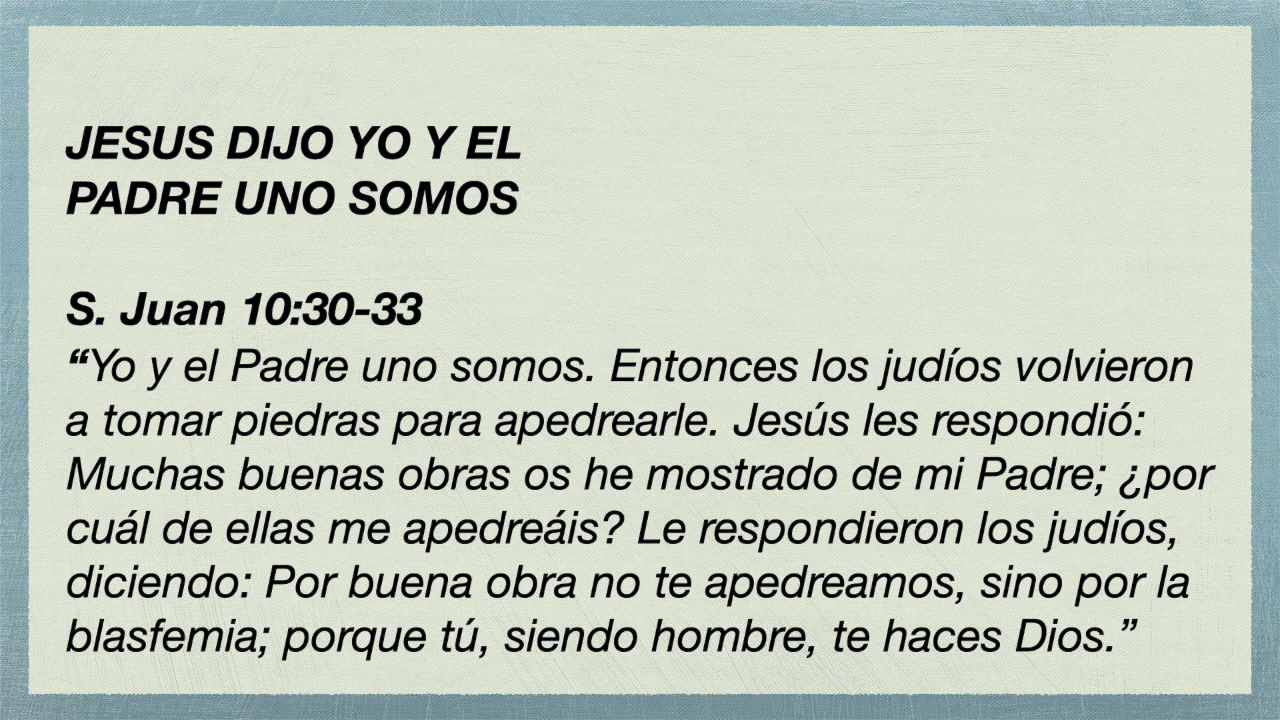 JESUS DIJO YO Y EL
PADRE UNO SOMOS
S. Juan 10:30-33
“Yo y el Padre uno somos. Entonces los judíos volvieron
a tomar piedras para apedrearle. Jesús les respondió:
Muchas buenas obras os he mostrado de mi Padre; ¿por
cuál de ellas me apedreáis? Le respondieron los judíos,
diciendo: Por buena obra no te apedreamos, sino por la
blasfemia; porque tú, siendo hombre, te haces Dios.”